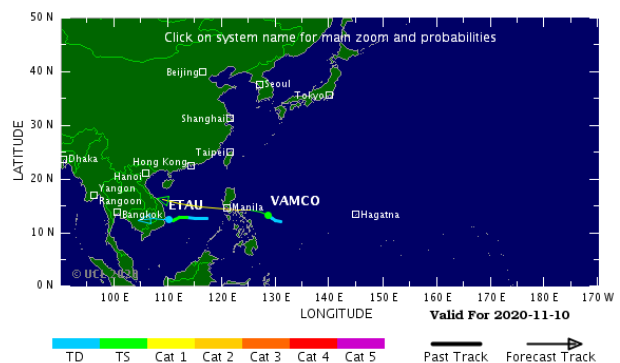 50 N
Click on system name for main zoom and probabilities
40 N
Beijing
Seoul
Tokyo
30 N
Shanghai
LATITUDE
Taipei
Dhaka
Hong Kong
20 N
Hanoi
Yangon
Rangoon
ETAU
VAMCO
Manila
Bangkok
Hagatna
10 N
© UCL 2020
0 N
100 E 110 E 120 E 130 E 140 E 150 E 160 E 170 W
LONGITUDE
Valid For 2020-11-10
TD TS Cat 1 Cat 2 Cat 3 Cat 4 Cat 5 Past Track Forecast Track